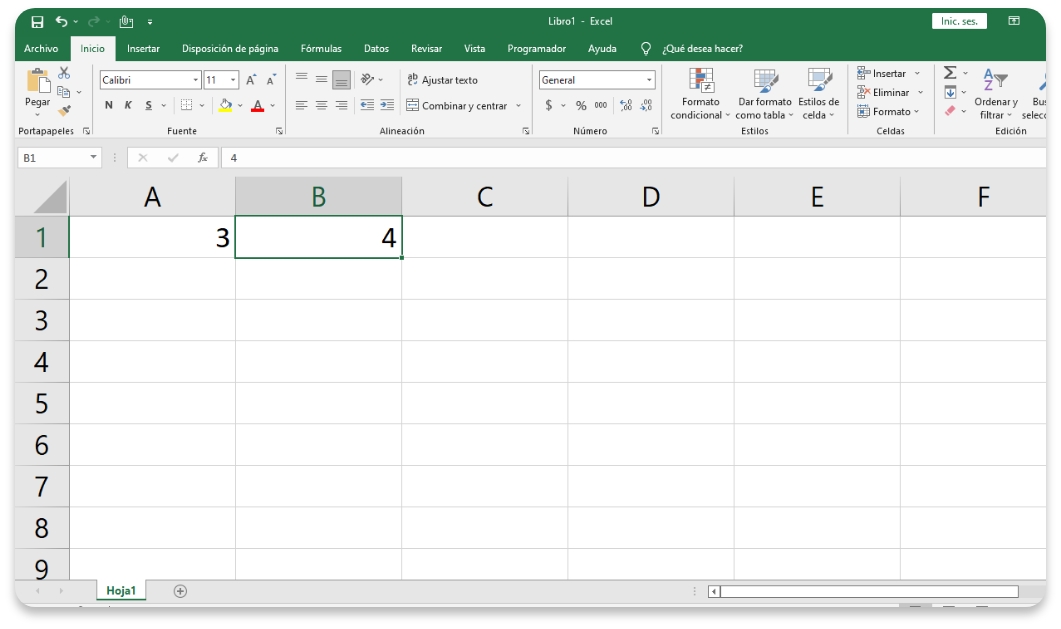 Libro1 - Excel
Inic. ses.
Archivo Inicio Insertar Disposición de página Fórmulas Datos Revisar Vista Programador Ayuda ¿Qué desea hacer?
Pegar
Portapapeles
Calibri 11
N K S
Fuente
ab Ajustar texto
Combinar y centrar
Alineación
General
$ % 000
Número
Formato condicional
Dar formato como tabla
Estilos de celda
Estilos
Insertar
Eliminar
Formato
Celdas
Ordenar y filtrar
Edición
B1 fx 4
A B C D E F
1 3 4
2
3
4
5
6
7
8
9
Hoja1